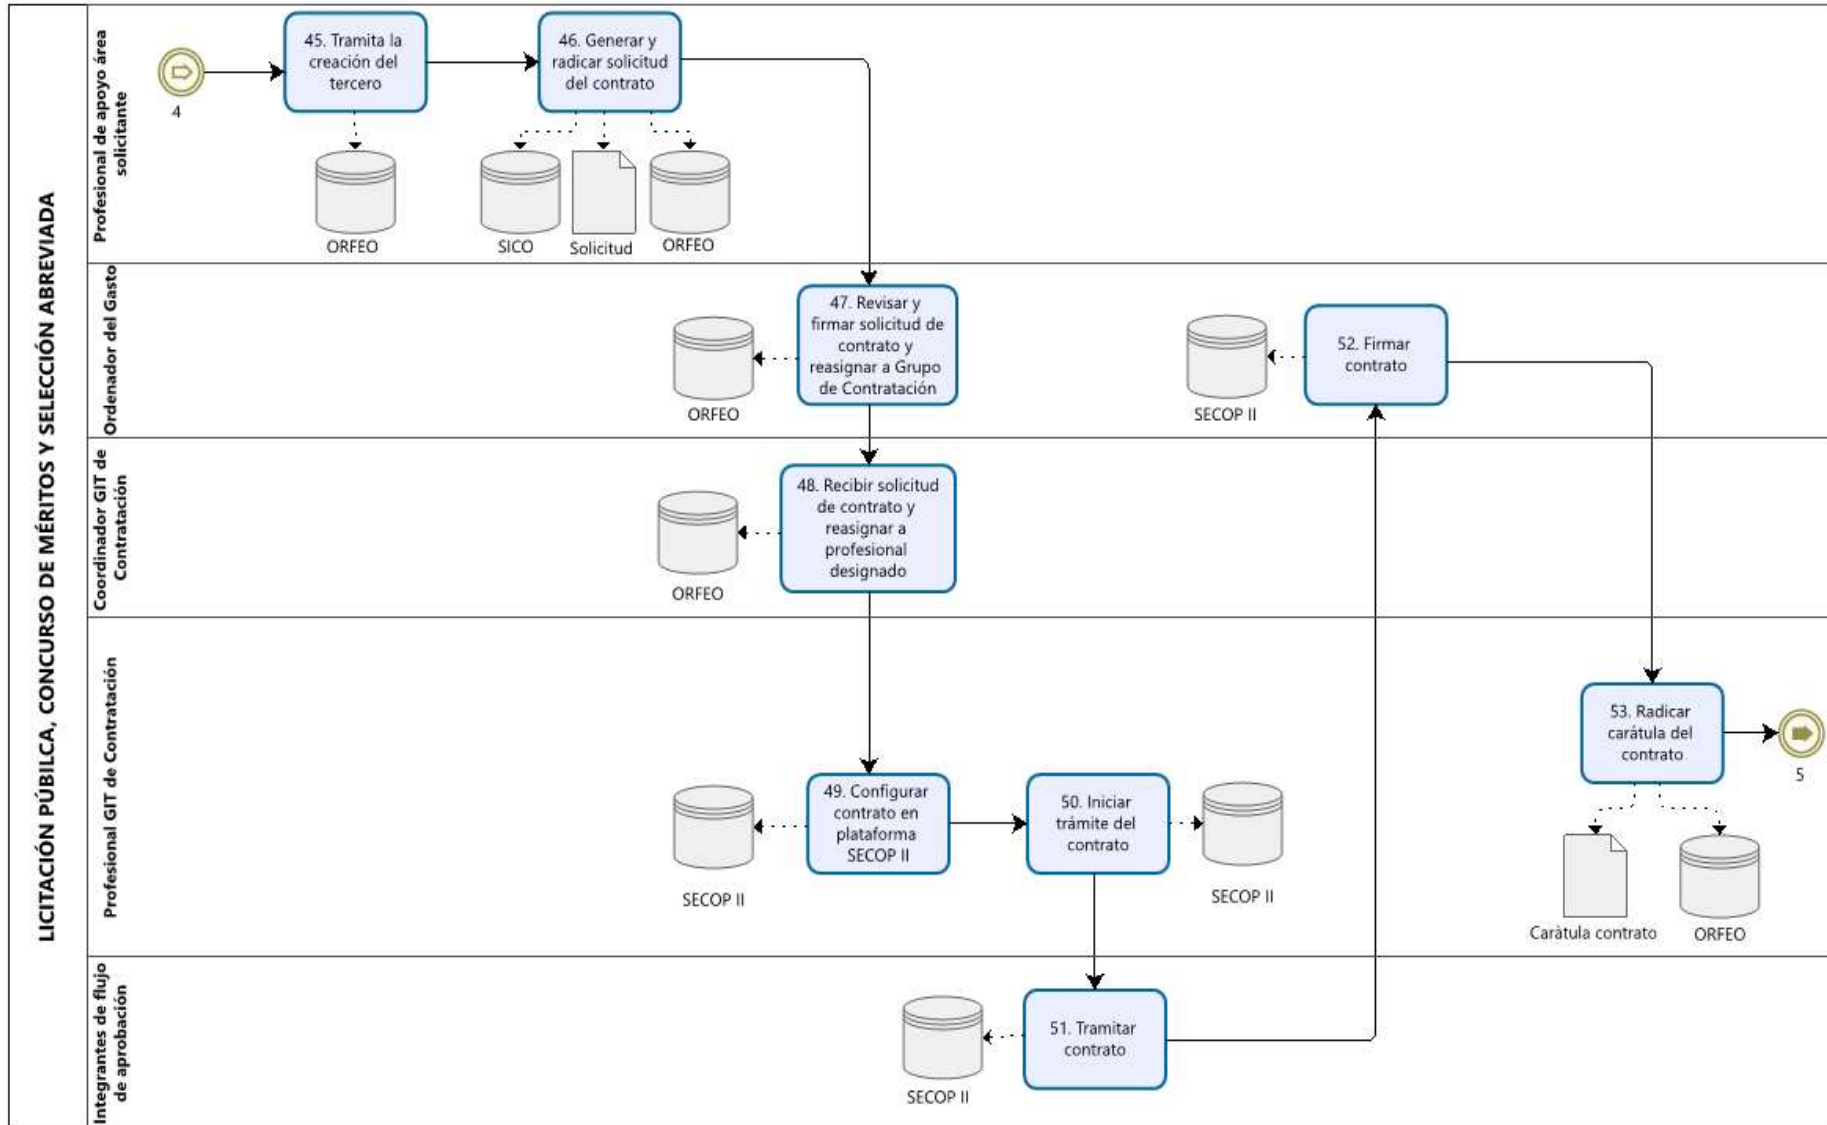 LICITACIÓN PÚBILCA, CONCURSO DE MÉRITOS Y SELECCIÓN ABREVIADA
Profesional de apoyo área
solicitante
4
45. Tramita la
creación del
tercero
ORFEO
46. Generar y
radicar solicitud
del contrato
SICO
Solicitud
ORFEO
Ordenador del Gasto
47. Revisar y
firmar solicitud de
contrato y
reasignar a Grupo
de Contratación
ORFEO
52. Firmar
contrato
SECOP II
Coordinador GIT de
Contratación
48. Recibir solicitud
de contrato y
reasignar a
profesional
designado
ORFEO
Profesional GIT de Contratación
49. Configurar
contrato en
plataforma
SECOP II
SECOP II
50. Iniciar
trámite del
contrato
SECOP II
53. Radicar
carátula del
contrato
5
Caràtula contrato
ORFEO
Integrantes de flujo
de aprobación
51. Tramitar
contrato
SECOP II